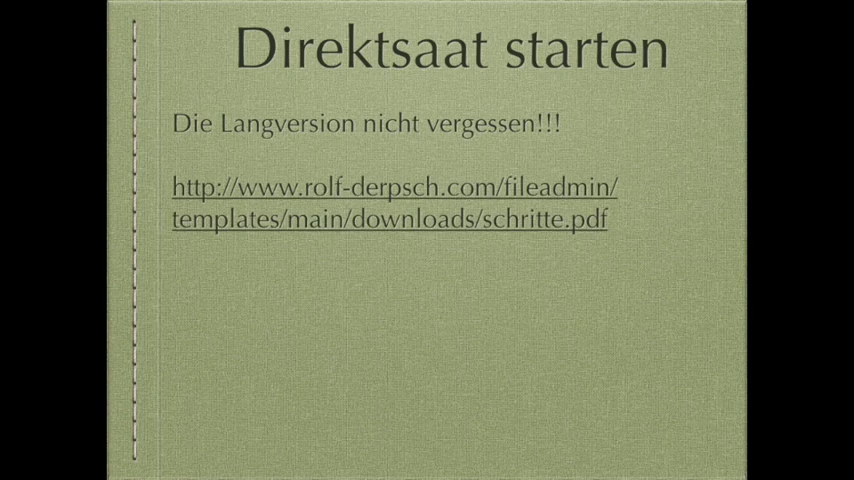 Direktsaat starten
Die Langversion nicht vergessen!!!
http://www.rolf-derpsch.com/fileadmin/
templates/main/downloads/schritte.pdf